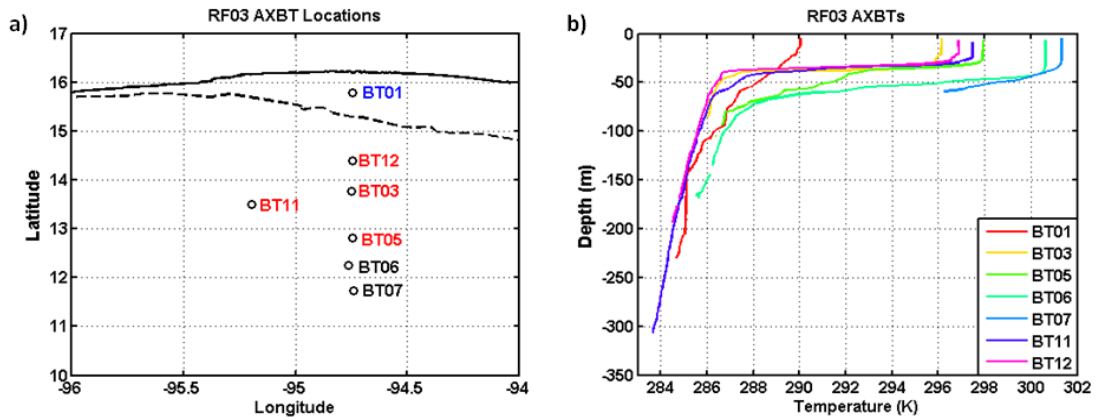 a)
RF03 AXBT Locations
17
16
15
14
13
12
11
10
Latitude
BT01
BT12
BT03
BT11
BT05
BT06
BT07
-96
-95.5
-95
-94.5
-94
Longitude
b)
RF03 AXBTs
0
-50
-100
-150
-200
-250
-300
-350
Depth (m)
BT01
BT03
BT05
BT06
BT07
BT11
BT12
284
286
288
290
292
294
296
298
300
302
Temperature (K)